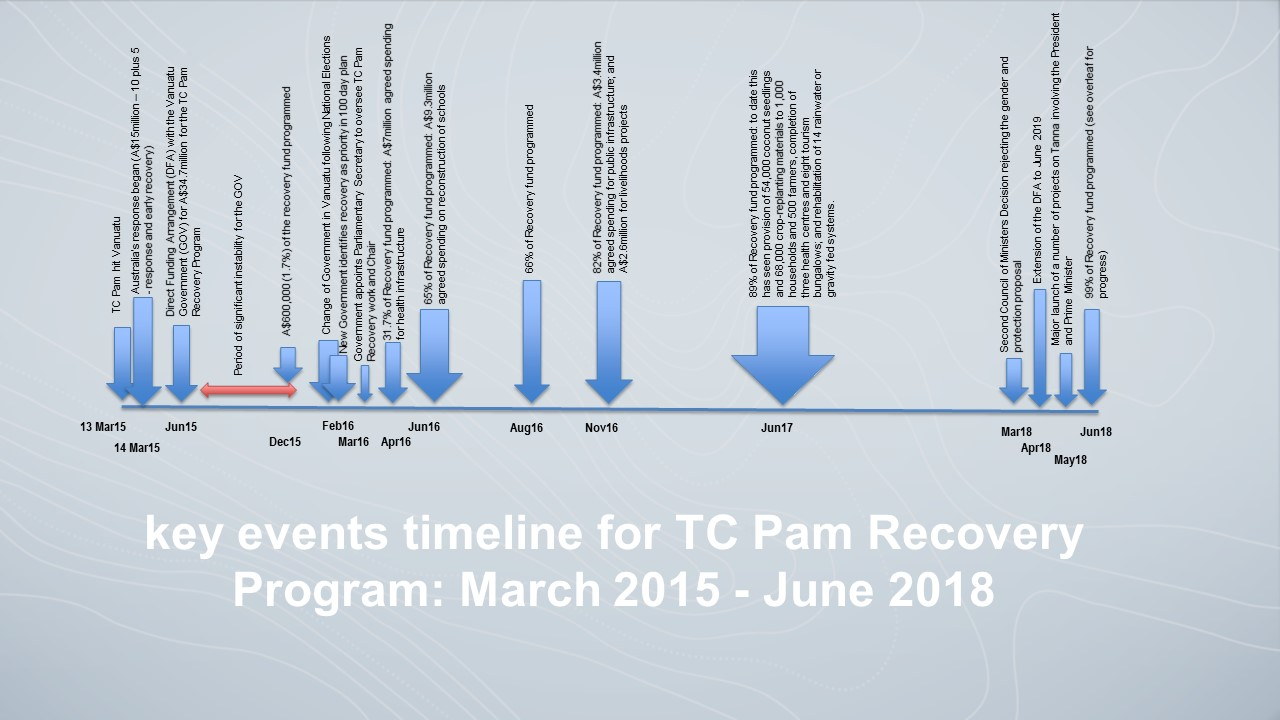 TC Pam hit Vanuatu
Australia's response began (A$15million – 10 plus 5
- response and early recovery)
Direct Funding Arrangement (DFA) with the Vanuatu
Government (GOV) for A$34.7million for the TC Pam
Recovery Program
Period of significant instability for the GOV
A$600,000 (1.7%) of the recovery fund programmed
Change of Government in Vanuatu following National Elections
New Government identifies recovery as priority in 100 day plan
Government appoints Parliamentary Secretary to oversee TC Pam
Recovery work and Chair
31.7% of Recovery fund programmed: A$7million agreed spending
for health infrastructure
65% of Recovery fund programmed: A$9.3million
agreed spending on reconstruction of schools
66% of Recovery fund programmed
82% of Recovery fund programmed: A$3.4million
agreed spending for public infrastructure; and
A$2.6million for livelihoods projects
89% of Recovery fund programmed: to date this
has seen provision of 54,000 coconut seedlings
and 68,000 crop-replanting materials to 1,000
households and 500 farmers, completion of
three health centres and eight tourism
bungalows; and rehabilitation of 14 rainwater or
gravity fed systems.
Second Council of Ministers Decision rejecting the gender and
protection proposal
Extension of the DFA to June 2019
Major launch of a number of projects on Tanna involving the President
and Prime Minister
99% of Recovery fund programmed (see overleaf for
progress)
13 Mar15
14 Mar15
Jun15
Dec15
Feb16
Mar16
Apr16
Jun16
Aug16
Nov16
Jun17
Mar18
Apr18
May18
Jun18
key events timeline for TC Pam Recovery
Program: March 2015 - June 2018